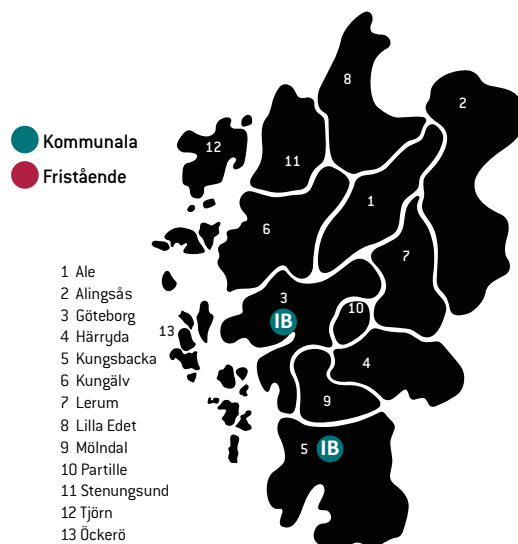 Kommunala
Fristående
1 Ale
2 Alingsås
3 Göteborg
4 Härryda
5 Kungsbacka
6 Kungälv
7 Lerum
8 Lilla Edet
9 Mölndal
10 Partille
11 Stenungsund
12 Tjörn
13 Öckerö
8
2
12
11
1
6
7
3
10
IB
13
4
9
5
IB